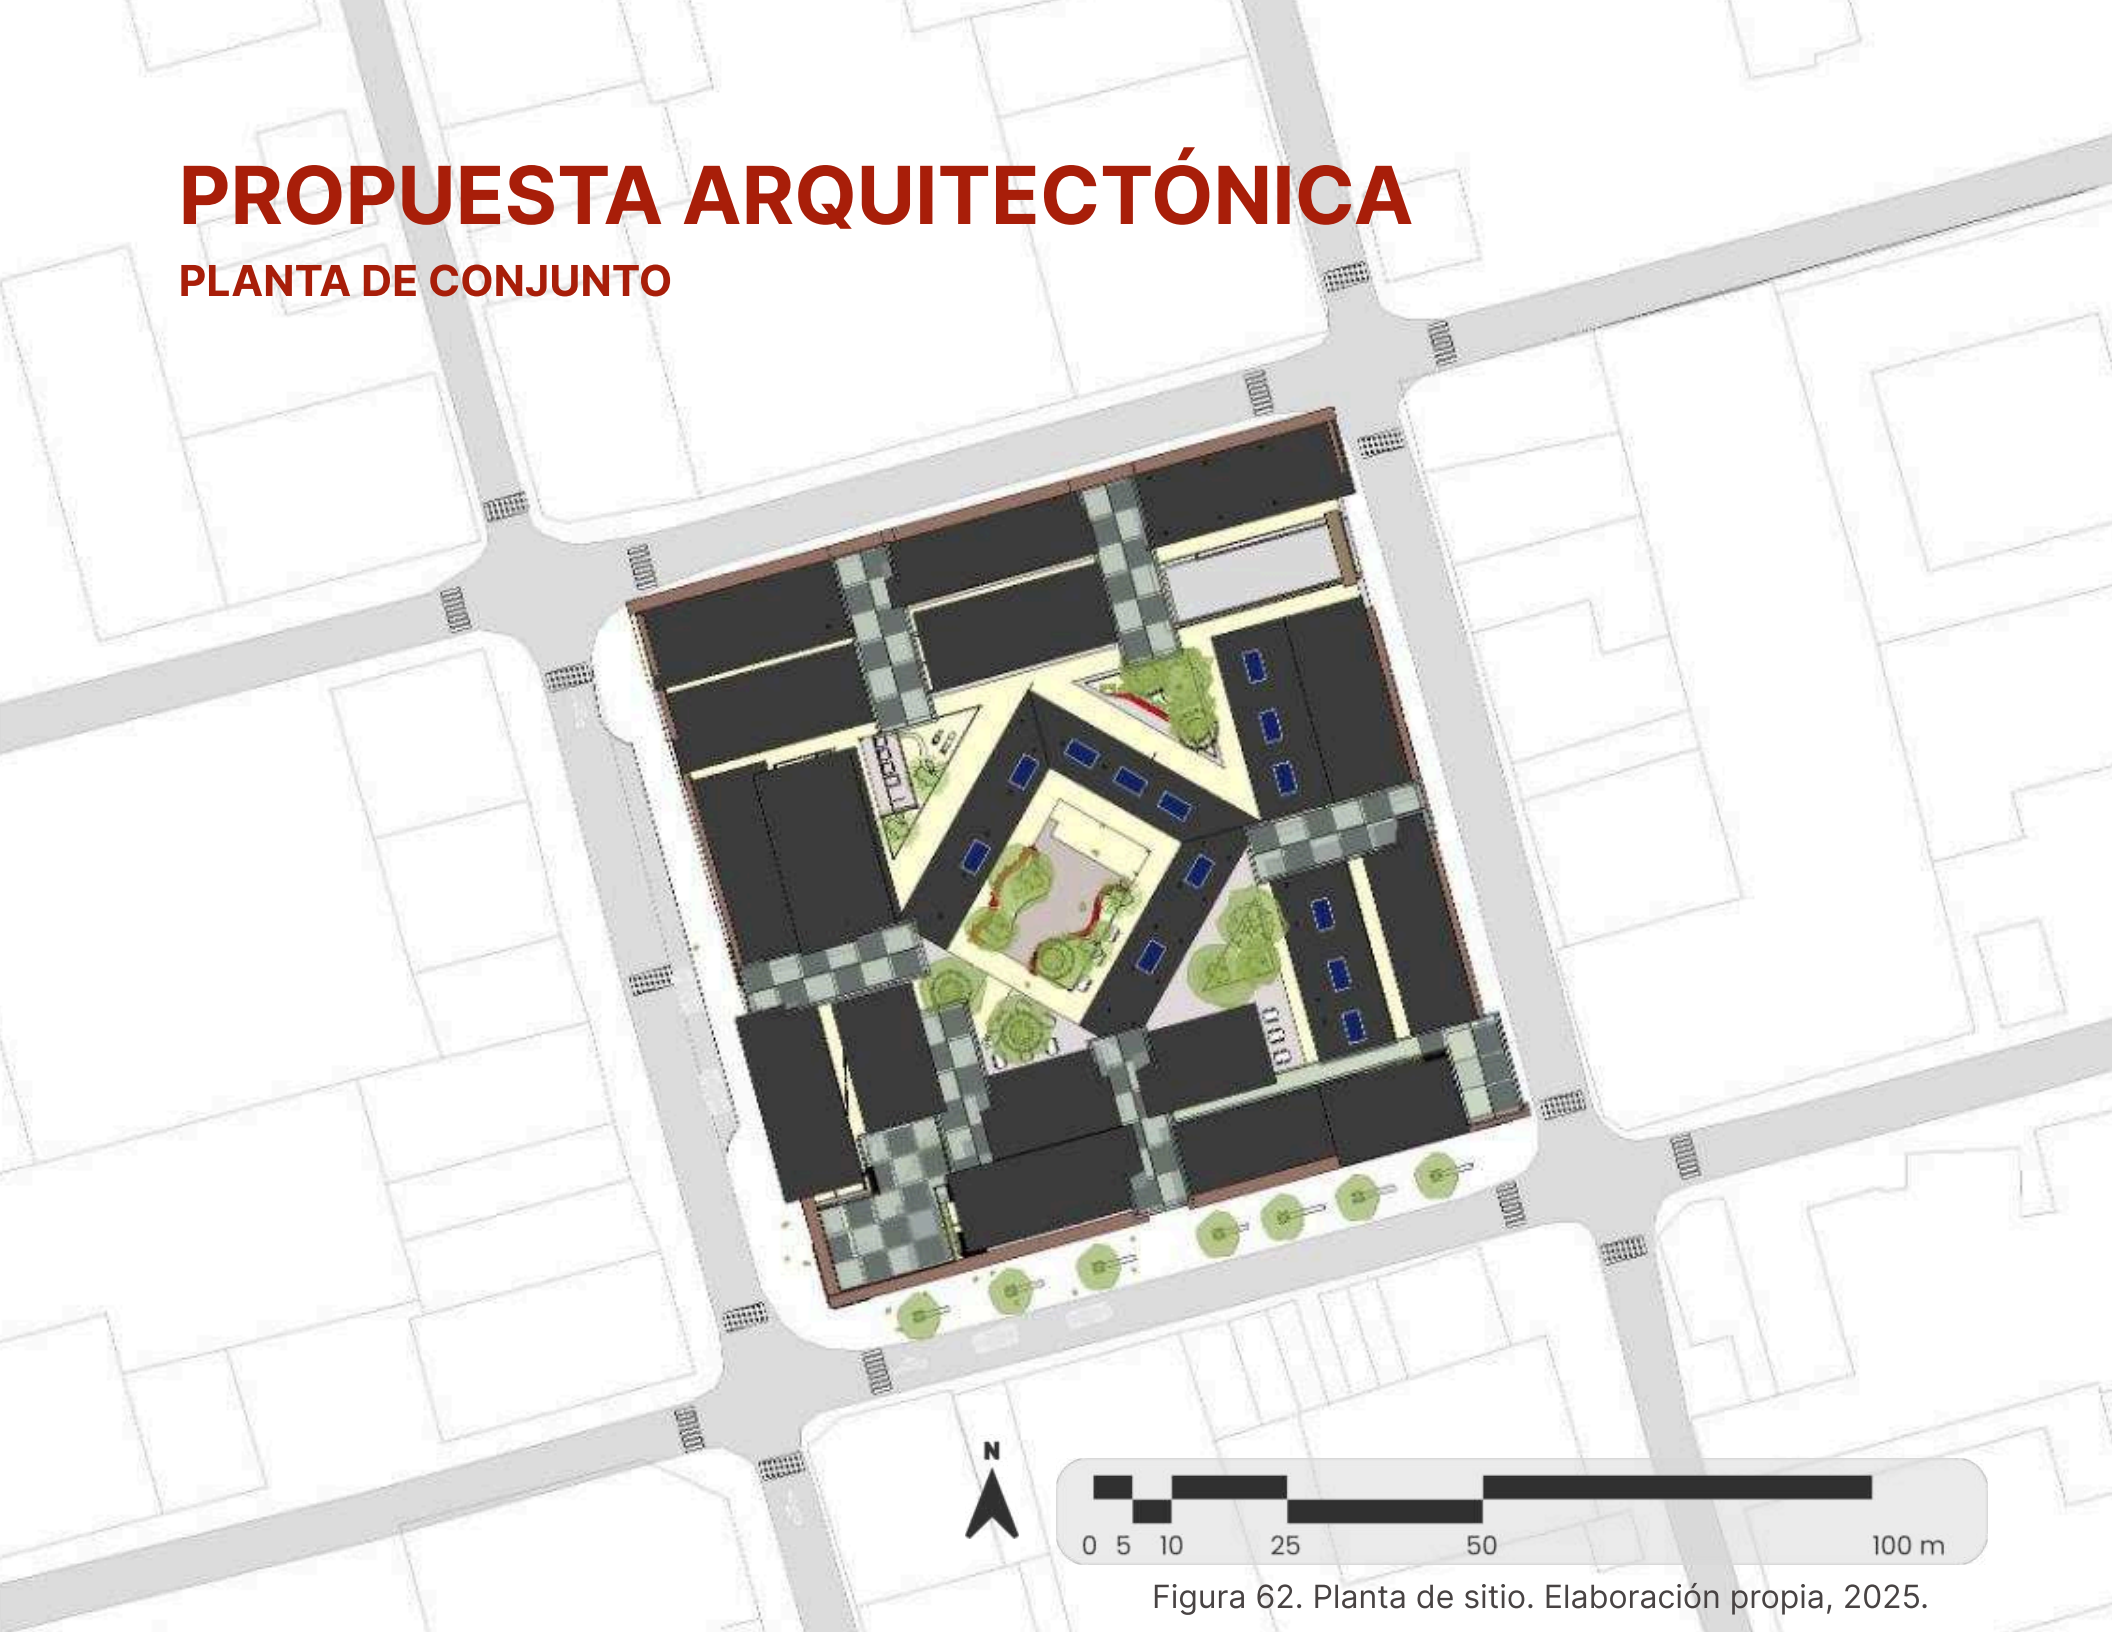 PROPUESTA ARQUITECTÓNICA
PLANTA DE CONJUNTO
N
0 5 10 25 50 100 m
Figura 62. Planta de sitio. Elaboración propia, 2025.